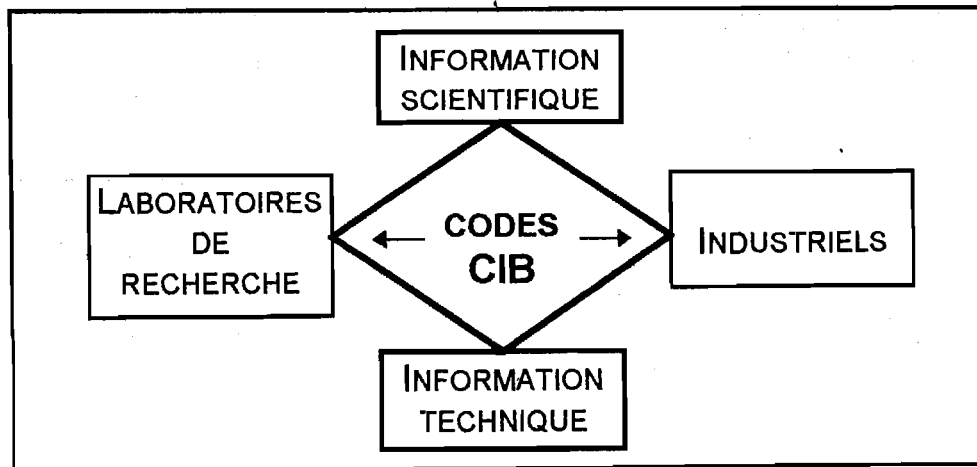 INFORMATION
SCIENTIFIQUE
LABORATOIRES
DE
RECHERCHE
CODES
CIB
INDUSTRIELS
INFORMATION
TECHNIQUE